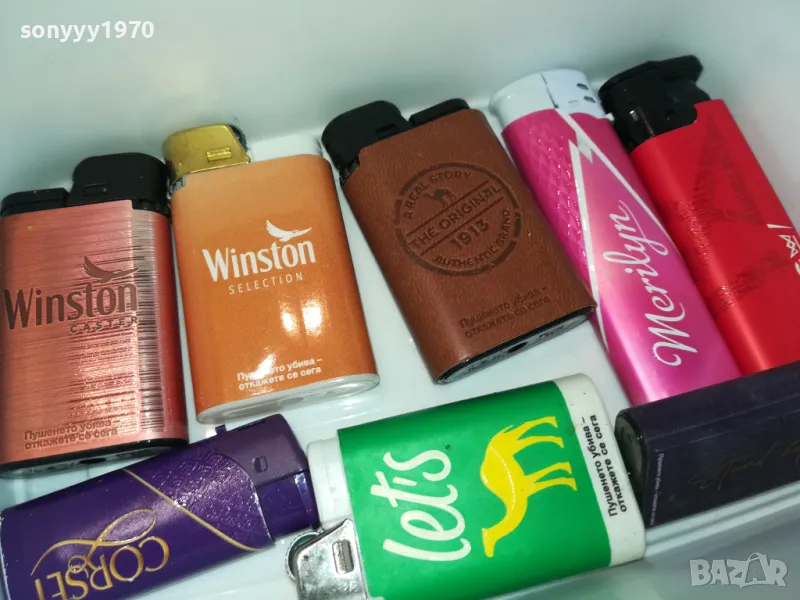 sonyyy1970
Winston
CASTER
Пушенето убива –
откажете се сега
Winston
SELECTION
Пушенето убива –
откажете се сега
A REAL STORY
THE ORIGINAL
1913
AUTHENTIC BRAND
Пушенето убива –
откажете се сега
Merilyn
CORSET
let's
Пушенето убива –
откажете се сега
BAZAR